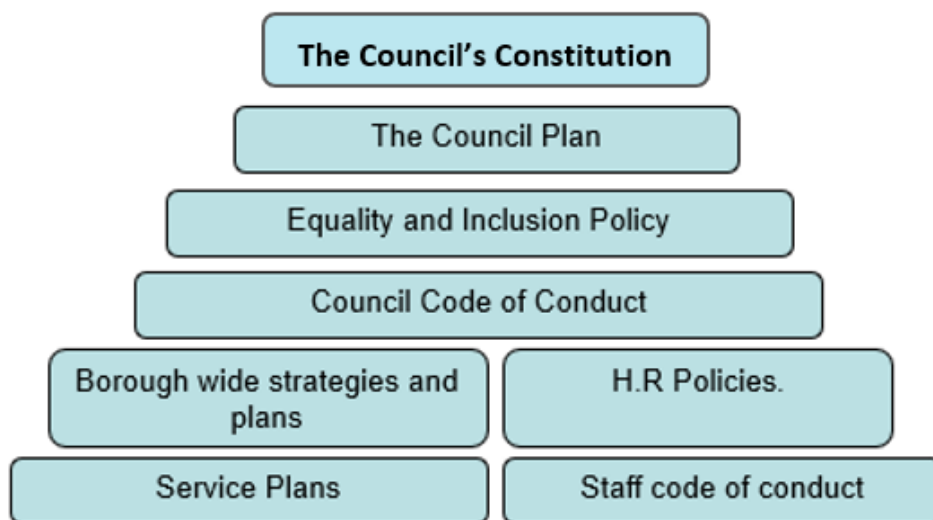 The Council’s Constitution
The Council Plan
Equality and Inclusion Policy
Council Code of Conduct
Borough wide strategies and
plans
H.R Policies.
Service Plans
Staff code of conduct